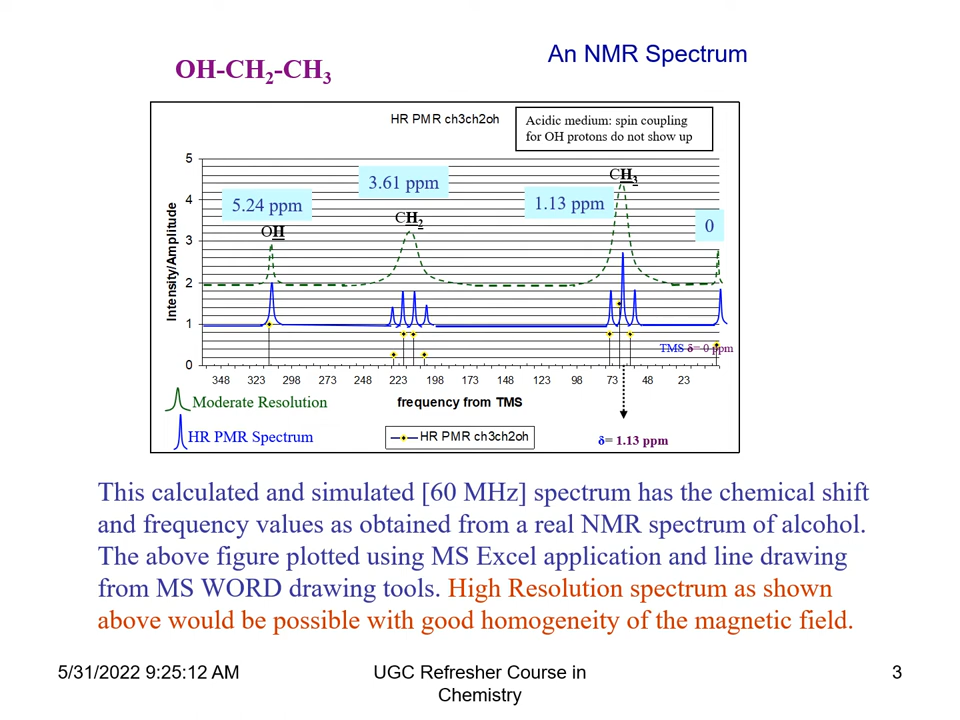 An NMR Spectrum
OH-CH2-CH3
HR PMR ch3ch2oh
Acidic medium: spin coupling
for OH protons do not show up
5
4
3
2
1
0
Intensity/Amplitude
5.24 ppm
OH
3.61 ppm
CH2
1.13 ppm
CH3
0
TMS δ= 0 ppm
348 323 298 273 248 223 198 173 148 123 98 73 48 23
frequency from TMS
Moderate Resolution
HR PMR Spectrum
HR PMR ch3ch2oh
δ= 1.13 ppm
This calculated and simulated [60 MHz] spectrum has the chemical shift
and frequency values as obtained from a real NMR spectrum of alcohol.
The above figure plotted using MS Excel application and line drawing
from MS WORD drawing tools. High Resolution spectrum as shown
above would be possible with good homogeneity of the magnetic field.
5/31/2022 9:25:12 AM
UGC Refresher Course in
Chemistry
3